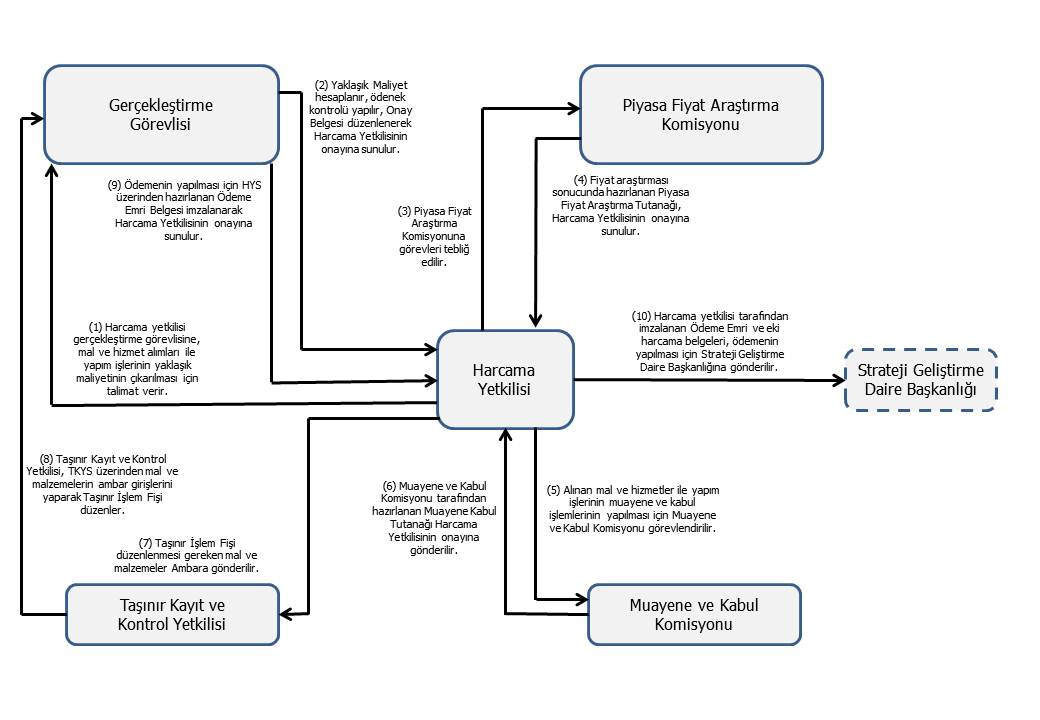 Gerçekleştirme
Görevlisi
(2) Yaklaşık Maliyet
hesaplanır, ödenek
kontrolü yapılır, Onay
Belgesi düzenlenerek
Harcama Yetkilisinin
onayına sunulur.
Piyasa Fiyat Araştırma
Komisyonu
(9) Ödemenin yapılması için HYS
üzerinden hazırlanan Ödeme
Emri Belgesi imzalanarak
Harcama Yetkilisinin onayına
sunulur.
(3) Piyasa Fiyat
Araştırma
Komisyonuna
görevleri tebliğ
edilir.
(4) Fiyat araştırması
sonucunda hazırlanan Piyasa
Fiyat Araştırma Tutanağı,
Harcama Yetkilisinin onayına
sunulur.
(1) Harcama yetkilisi
gerçekleştirme görevlisine,
mal ve hizmet alımları ile
yapım işlerinin yaklaşık
maliyetinin çıkarılması için
talimat verir.
Harcama
Yetkilisi
(10) Harcama yetkilisi tarafından
imzalanan Ödeme Emri ve eki
harcama belgeleri, ödemenin
yapılması için Strateji Geliştirme
Daire Başkanlığına gönderilir.
Strateji Geliştirme
Daire Başkanlığı
(8) Taşınır Kayıt ve Kontrol
Yetkilisi, TKYS üzerinden mal ve
malzemelerin ambar girişlerini
yaparak Taşınır İşlem Fişi
düzenler.
(6) Muayene ve Kabul
Komisyonu tarafından
hazırlanan Muayene Kabul
Tutanağı Harcama
Yetkilisinin onayına
gönderilir.
(5) Alınan mal ve hizmetler ile yapım
işlerinin muayene ve kabul
işlemlerinin yapılması için Muayene
ve Kabul Komisyonu görevlendirilir.
(7) Taşınır İşlem Fişi
düzenlenmesi gereken mal ve
malzemeler Ambara gönderilir.
Taşınır Kayıt ve
Kontrol Yetkilisi
Muayene ve Kabul
Komisyonu